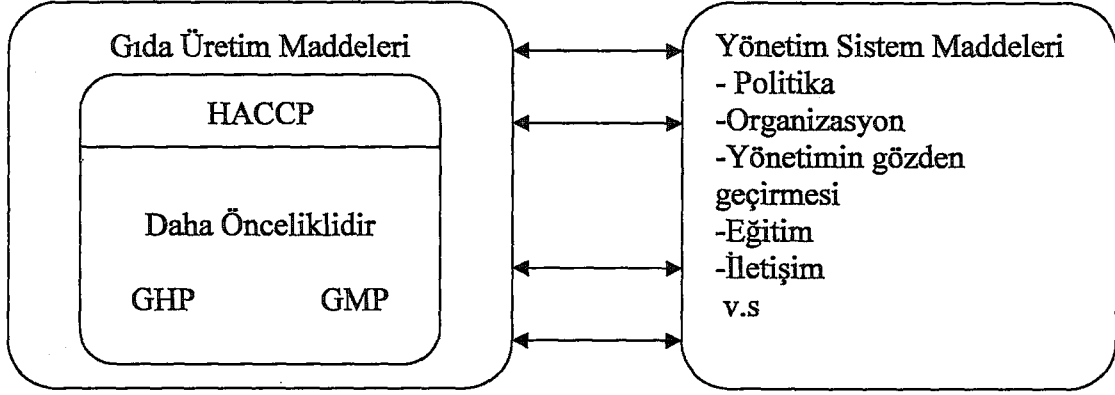 Gıda Üretim Maddeleri
HACCP
Daha Önceliklidir
GHP GMP
Yönetim Sistem Maddeleri
- Politika
-Organizasyon
-Yönetimin gözden
geçirmesi
-Eğitim
-İletişim
v.s